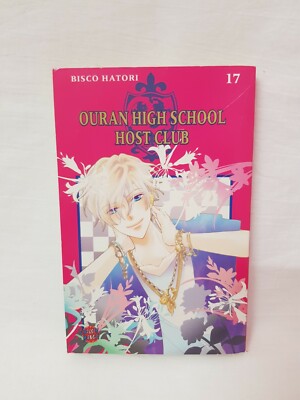 BISCO HATORI
17
OURAN HIGH SCHOOL
HOST CLUB